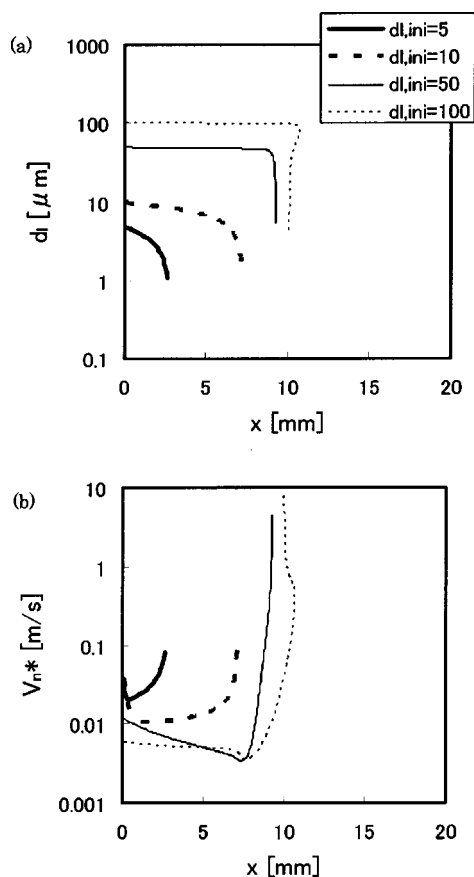 (a)
dl,ini=5
dl,ini=10
dl,ini=50
dl,ini=100
1000
100
10
1
0.1
dl [μm]
0 5 10 15 20
x [mm]
(b)
10
1
0.1
0.01
0.001
Vn* [m/s]
0 5 10 15 20
x [mm]